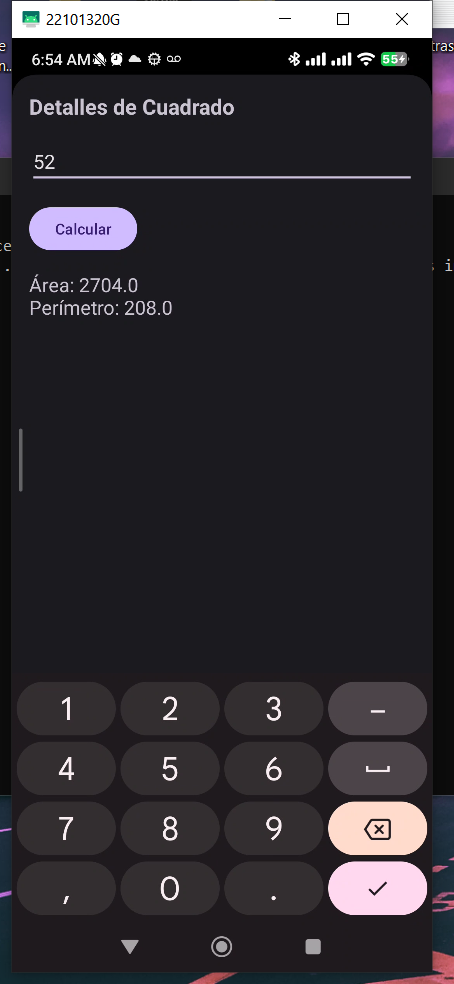 22101320G
6:54 AM
55
Detalles de Cuadrado
52
Calcular
Área: 2704.0
Perímetro: 208.0
1 2 3 –
4 5 6
7 8 9
, 0 .